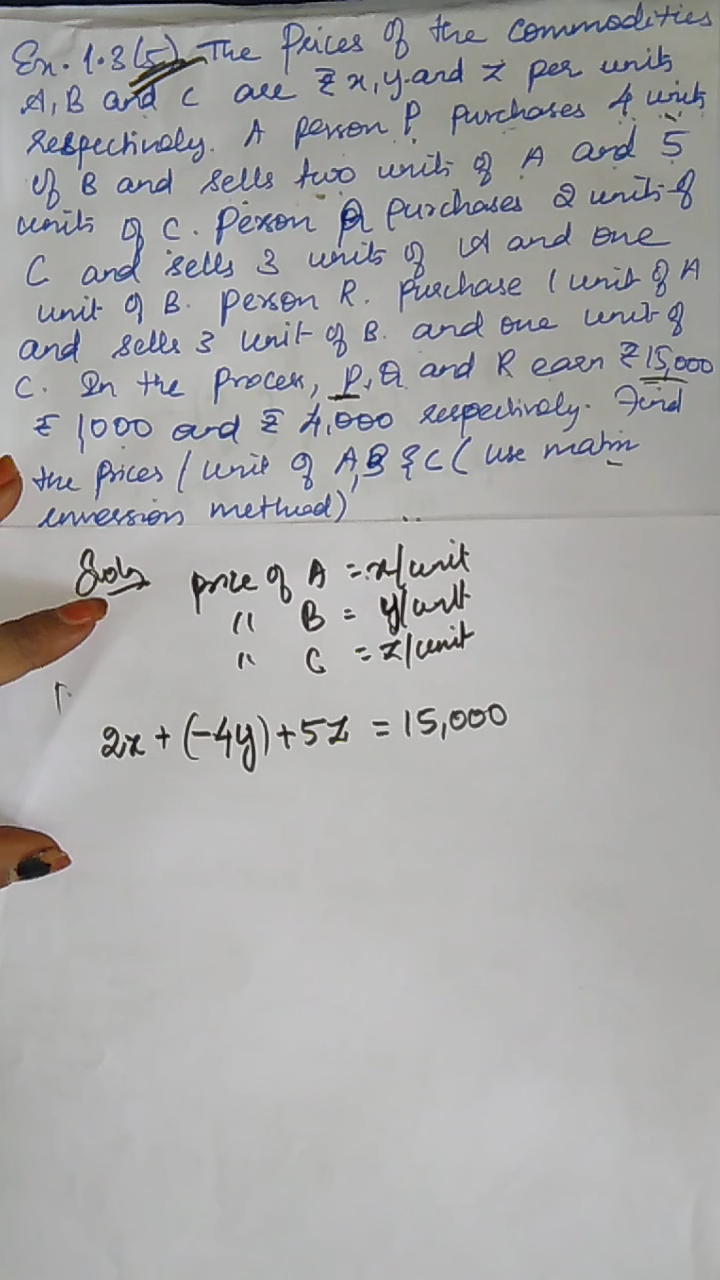 Ex. 1.3(5) The Prices of the commodities
A, B and C are ₹ x, y and z per units
respectively. A person P purchases 4 units
of B and sells two units of A and 5
units of C. Person Q purchases 2 units of
C and sells 3 units of A and one
unit of B. Person R. purchase 1 unit of A
and sells 3 unit of B. and one unit of
C. In the process, P, Q and R earn ₹15,000
₹ 1000 and ₹ 4,000 respectively. Find
the prices / unit of A, B & C (use matrix
inversion method)
Soln price of A = x/unit
" B = y/unit
" C = z/unit
2x + (-4y) + 5z = 15,000